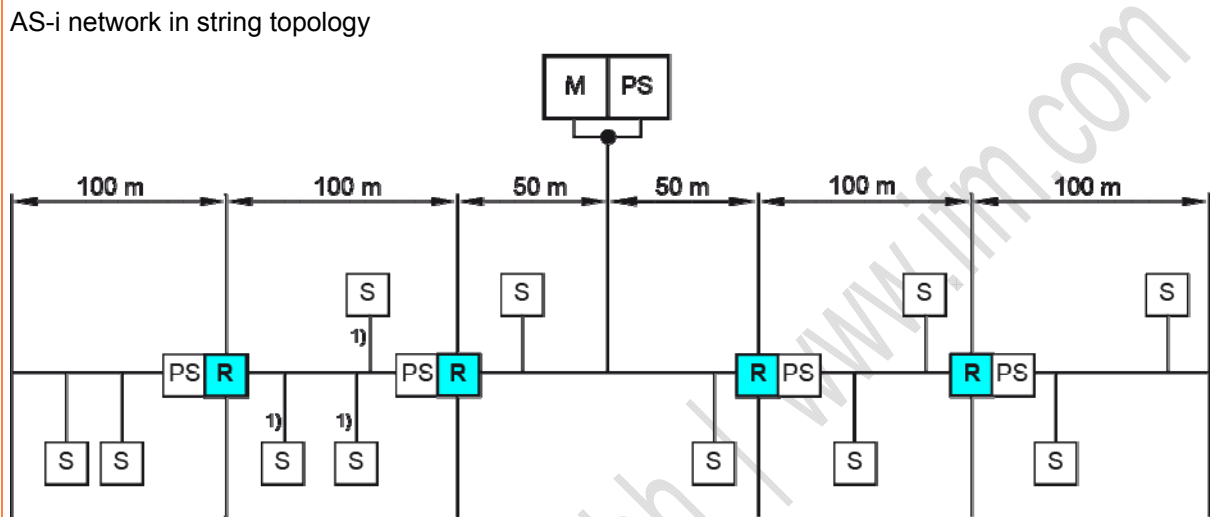 AS-i network in string topology
M PS
100 m 100 m 50 m 50 m 100 m 100 m
S S S S
1)
PS R PS R R PS R PS
1) 1)
S S S S S S S
www.ifm.com